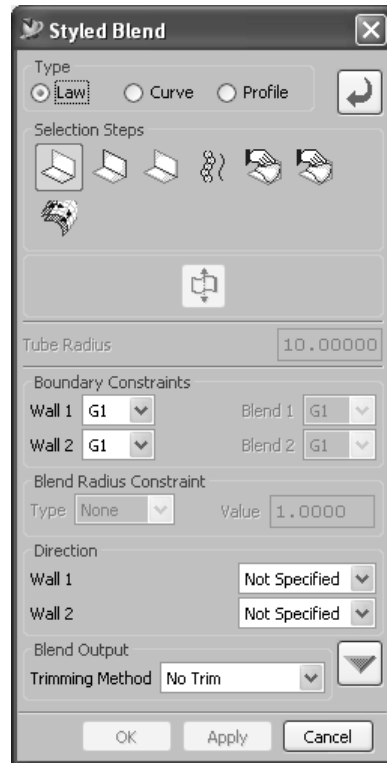 Styled Blend
Type
Law Curve Profile
Selection Steps
Tube Radius 10.00000
Boundary Constraints
Wall 1 G1 Blend 1 G1
Wall 2 G1 Blend 2 G1
Blend Radius Constraint
Type None Value 1.0000
Direction
Wall 1 Not Specified
Wall 2 Not Specified
Blend Output
Trimming Method No Trim
OK Apply Cancel